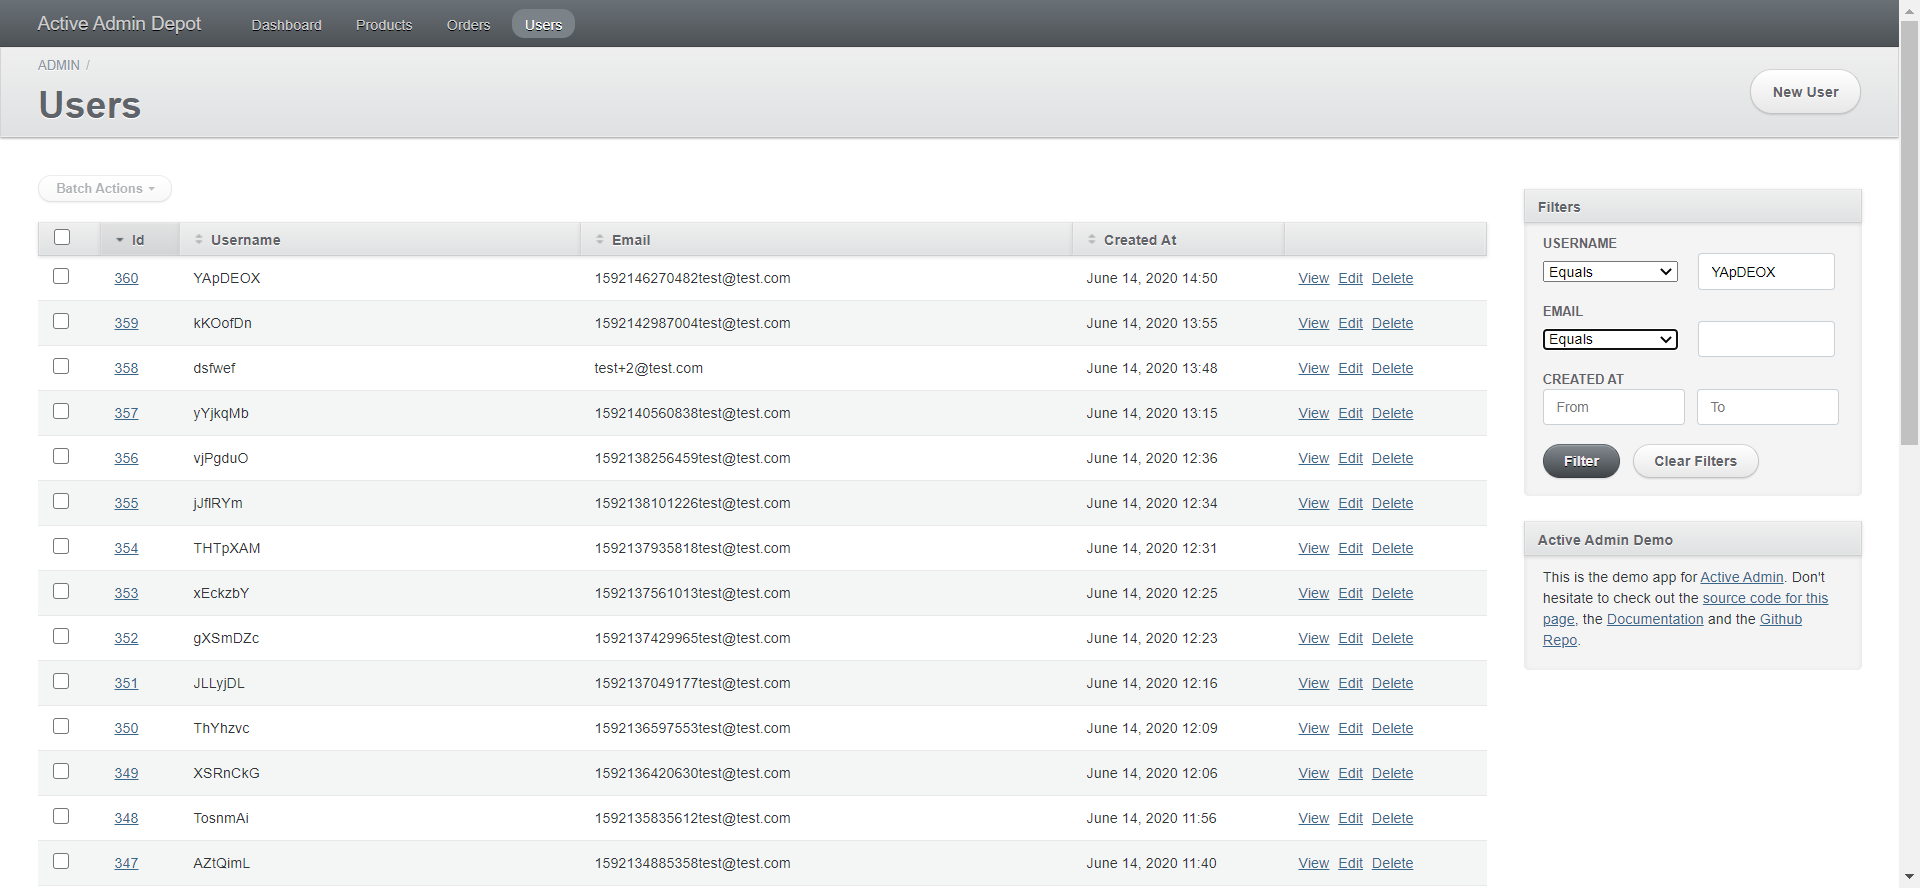 Active Admin Depot Dashboard Products Orders Users
ADMIN /
Users
New User
Batch Actions
Id Username Email Created At
360 YApDEOX 1592146270482test@test.com June 14, 2020 14:50 View Edit Delete
359 kKOofDn 1592142987004test@test.com June 14, 2020 13:55 View Edit Delete
358 dsfwef test+2@test.com June 14, 2020 13:48 View Edit Delete
357 yYjkqMb 1592140560838test@test.com June 14, 2020 13:15 View Edit Delete
356 vjPgduO 1592138256459test@test.com June 14, 2020 12:36 View Edit Delete
355 jJflRYm 1592138101226test@test.com June 14, 2020 12:34 View Edit Delete
354 THTpXAM 1592137935818test@test.com June 14, 2020 12:31 View Edit Delete
353 xEckzbY 1592137561013test@test.com June 14, 2020 12:25 View Edit Delete
352 gXSmDZc 1592137429965test@test.com June 14, 2020 12:23 View Edit Delete
351 JLLyjDL 1592137049177test@test.com June 14, 2020 12:16 View Edit Delete
350 ThYhzvc 1592136597553test@test.com June 14, 2020 12:09 View Edit Delete
349 XSRnCkG 1592136420630test@test.com June 14, 2020 12:06 View Edit Delete
348 TosnmAi 1592135835612test@test.com June 14, 2020 11:56 View Edit Delete
347 AZtQimL 1592134885358test@test.com June 14, 2020 11:40 View Edit Delete
Filters
USERNAME
Equals YApDEOX
EMAIL
Equals
CREATED AT
From To
Filter Clear Filters
Active Admin Demo
This is the demo app for Active Admin. Don't
hesitate to check out the source code for this
page, the Documentation and the Github
Repo.